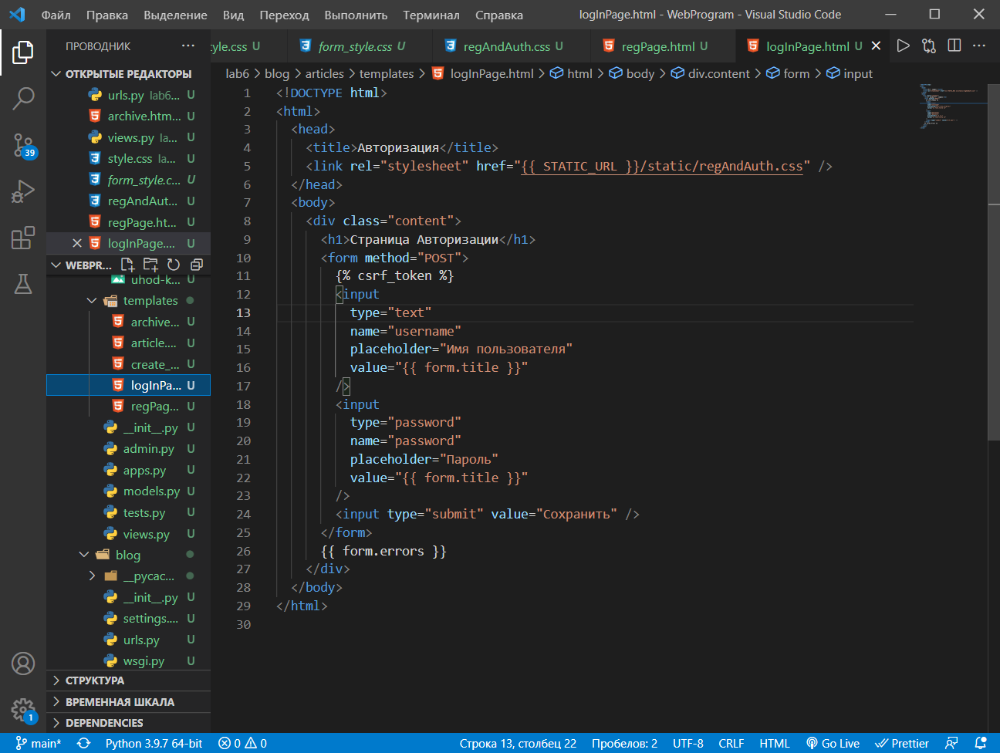 Файл Правка Выделение Вид Переход Выполнить Терминал Справка logInPage.html - WebProgram - Visual Studio Code
ПРОВОДНИК ···
tyle.css U form_style.css U regAndAuth.css U regPage.html U logInPage.html U
ОТКРЫТЫЕ РЕДАКТОРЫ
urls.py lab6... U
archive.htm... U
views.py la... U
style.css la... U
form_style.c... U
regAndAut... U
regPage.ht... U
logInPage.... U
WEBPR...
uhod-k... U
templates
archive... U
article.... U
create_... U
logInPa... U
regPag... U
__init__.py U
admin.py U
apps.py U
models.py U
tests.py U
views.py U
blog
__pycac...
__init__.py U
settings.... U
urls.py U
wsgi.py U
СТРУКТУРА
ВРЕМЕННАЯ ШКАЛА
DEPENDENCIES
39
1
lab6 > blog > articles > templates > logInPage.html > html > body > div.content > form > input
1 <!DOCTYPE html>
2 <html>
3 <head>
4 <title>Авторизация</title>
5 <link rel="stylesheet" href="{{ STATIC_URL }}/static/regAndAuth.css" />
6 </head>
7 <body>
8 <div class="content">
9 <h1>Страница Авторизации</h1>
10 <form method="POST">
11 {% csrf_token %}
12 <input
13 type="text"
14 name="username"
15 placeholder="Имя пользователя"
16 value="{{ form.title }}"
17 />
18 <input
19 type="password"
20 name="password"
21 placeholder="Пароль"
22 value="{{ form.title }}"
23 />
24 <input type="submit" value="Сохранить" />
25 </form>
26 {{ form.errors }}
27 </div>
28 </body>
29 </html>
30
main* Python 3.9.7 64-bit 0 0 Строка 13, столбец 22 Пробелов: 2 UTF-8 CRLF HTML Go Live Prettier